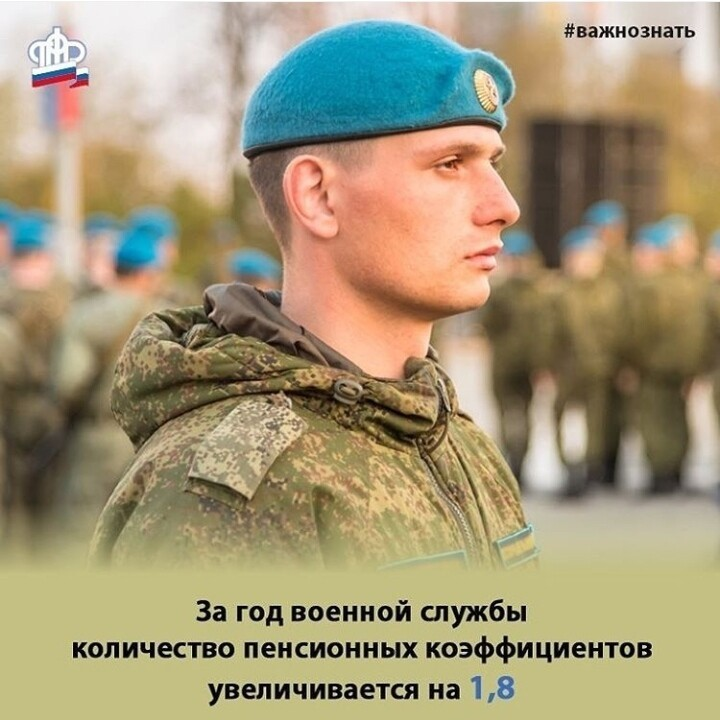 #важнознать
За год военной службы
количество пенсионных коэффициентов
увеличивается на 1,8